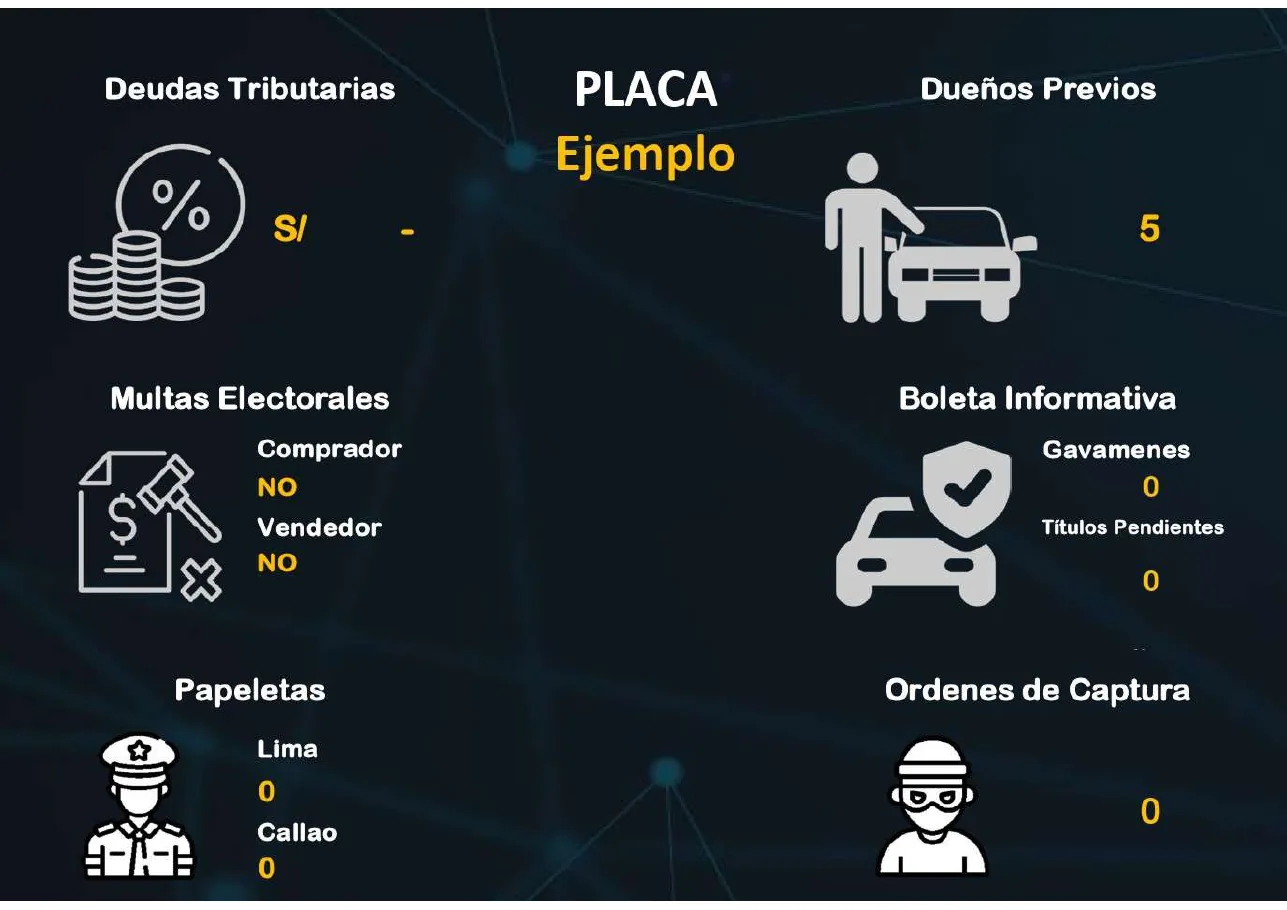 Deudas Tributarias
%
S/ -
PLACA
Ejemplo
Dueños Previos
5
Multas Electorales
$
Comprador
NO
Vendedor
NO
Boleta Informativa
Gavamenes
0
Títulos Pendientes
0
Papeletas
Lima
0
Callao
0
Ordenes de Captura
0